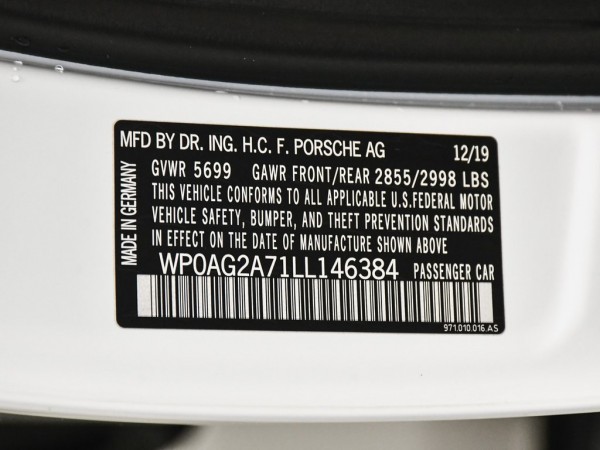 MFD BY DR. ING. H.C. F. PORSCHE AG 12/19
GVWR 5699 GAWR FRONT/REAR 2855/2998 LBS
THIS VEHICLE CONFORMS TO ALL APPLICABLE U.S.FEDERAL MOTOR
VEHICLE SAFETY, BUMPER, AND THEFT PREVENTION STANDARDS
IN EFFECT ON THE DATE OF MANUFACTURE SHOWN ABOVE.
WP0AG2A71LL146384 PASSENGER CAR
971.010.016.AS
MADE IN GERMANY